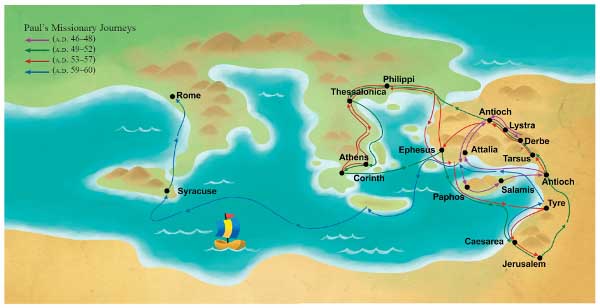 Paul's Missionary Journeys
(A.D. 46–48)
(A.D. 49–52)
(A.D. 53–57)
(A.D. 59–60)
Philippi
Thessalonica
Rome
Antioch
Lystra
Derbe
Ephesus
Attalia
Tarsus
Athens
Corinth
Antioch
Syracuse
Salamis
Paphos
Tyre
Caesarea
Jerusalem